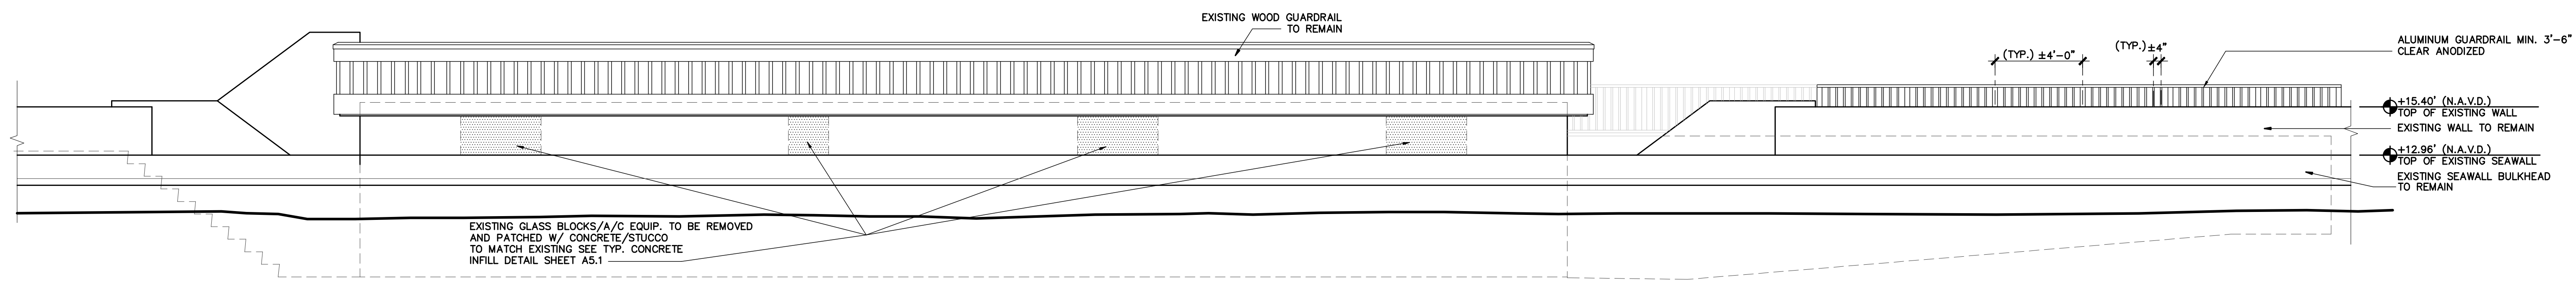 EXISTING WOOD GUARDRAIL
TO REMAIN
(TYP.) ±4'-0"
(TYP.) ±4"
ALUMINUM GUARDRAIL MIN. 3'-6"
CLEAR ANODIZED
+15.40' (N.A.V.D.)
TOP OF EXISTING WALL
EXISTING WALL TO REMAIN
+12.96' (N.A.V.D.)
TOP OF EXISTING SEAWALL
EXISTING SEAWALL BULKHEAD
TO REMAIN
EXISTING GLASS BLOCKS/A/C EQUIP. TO BE REMOVED
AND PATCHED W/ CONCRETE/STUCCO
TO MATCH EXISTING SEE TYP. CONCRETE
INFILL DETAIL SHEET A5.1